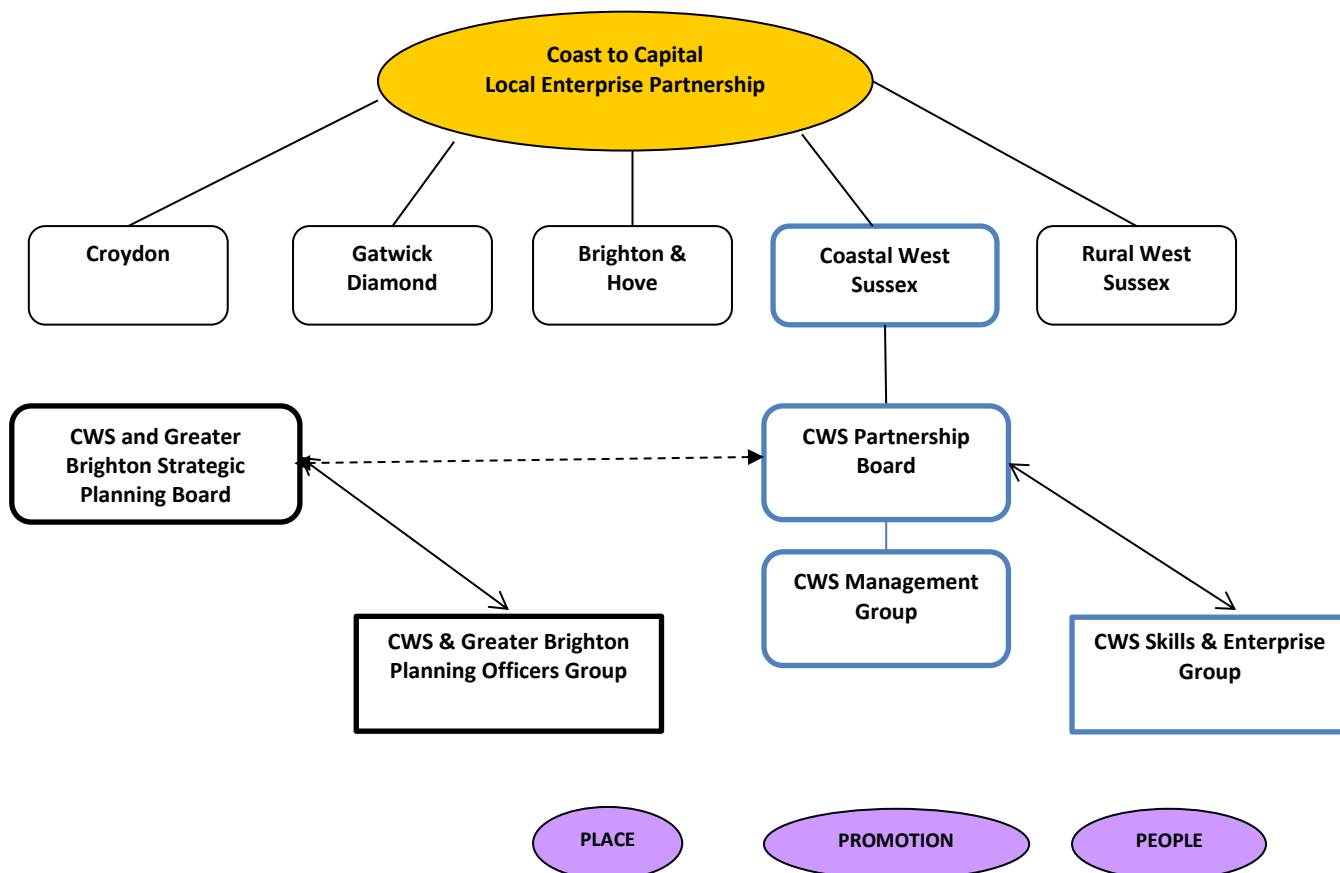 Coast to Capital
Local Enterprise Partnership
Croydon
Gatwick
Diamond
Brighton &
Hove
Coastal West
Sussex
Rural West
Sussex
CWS and Greater
Brighton Strategic
Planning Board
CWS Partnership
Board
CWS Management
Group
CWS & Greater Brighton
Planning Officers Group
CWS Skills & Enterprise
Group
PLACE
PROMOTION
PEOPLE